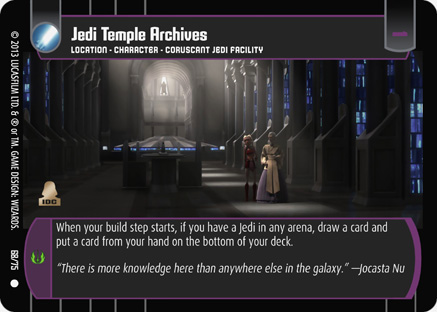 Jedi Temple Archives
LOCATION - CHARACTER - CORUSCANT JEDI FACILITY
© 2013 LUCASFILM LTD. & ® or TM. GAME DESIGN: WIZARDS.
IDC
When your build step starts, if you have a Jedi in any arena, draw a card and
put a card from your hand on the bottom of your deck.
"There is more knowledge here than anywhere else in the galaxy." —Jocasta Nu
68/75